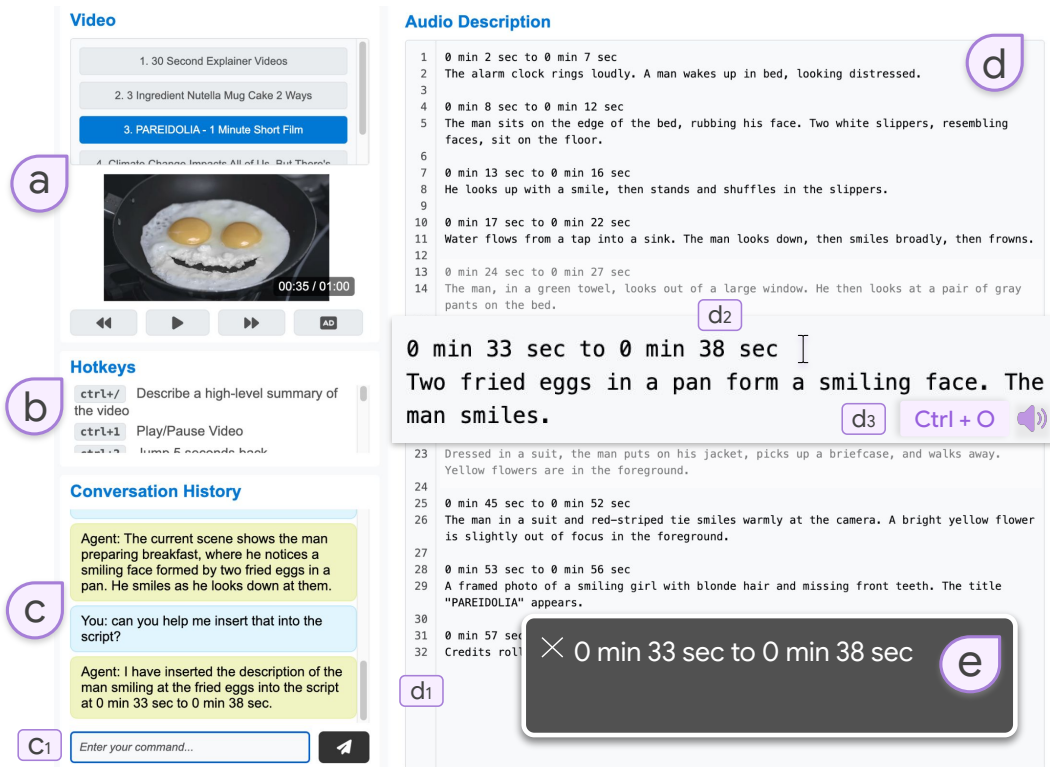 Video
1. 30 Second Explainer Videos
2. 3 Ingredient Nutella Mug Cake 2 Ways
3. PAREIDOLIA - 1 Minute Short Film
4. Climate Change Impacts All of Us. But There's
a
00:35 / 01:00
AD
Hotkeys
b
ctrl+/ Describe a high-level summary of
the video
ctrl+1 Play/Pause Video
ctrl+2 Jump 5 seconds back
Conversation History
Agent: The current scene shows the man
preparing breakfast, where he notices a
smiling face formed by two fried eggs in a
pan. He smiles as he looks down at them.
c
You: can you help me insert that into the
script?
Agent: I have inserted the description of the
man smiling at the fried eggs into the script
at 0 min 33 sec to 0 min 38 sec.
C1
Enter your command...
Audio Description
d
1 0 min 2 sec to 0 min 7 sec
2 The alarm clock rings loudly. A man wakes up in bed, looking distressed.
3
4 0 min 8 sec to 0 min 12 sec
5 The man sits on the edge of the bed, rubbing his face. Two white slippers, resembling
faces, sit on the floor.
6
7 0 min 13 sec to 0 min 16 sec
8 He looks up with a smile, then stands and shuffles in the slippers.
9
10 0 min 17 sec to 0 min 22 sec
11 Water flows from a tap into a sink. The man looks down, then smiles broadly, then frowns.
12
13 0 min 24 sec to 0 min 27 sec
14 The man, in a green towel, looks out of a large window. He then looks at a pair of gray
pants on the bed.
d2
0 min 33 sec to 0 min 38 sec
Two fried eggs in a pan form a smiling face. The
man smiles.
d3
Ctrl + O
23 Dressed in a suit, the man puts on his jacket, picks up a briefcase, and walks away.
Yellow flowers are in the foreground.
24
25 0 min 45 sec to 0 min 52 sec
26 The man in a suit and red-striped tie smiles warmly at the camera. A bright yellow flower
is slightly out of focus in the foreground.
27
28 0 min 53 sec to 0 min 56 sec
29 A framed photo of a smiling girl with blonde hair and missing front teeth. The title
"PAREIDOLIA" appears.
30
31 0 min 57 sec
32 Credits roll
d1
0 min 33 sec to 0 min 38 sec
e